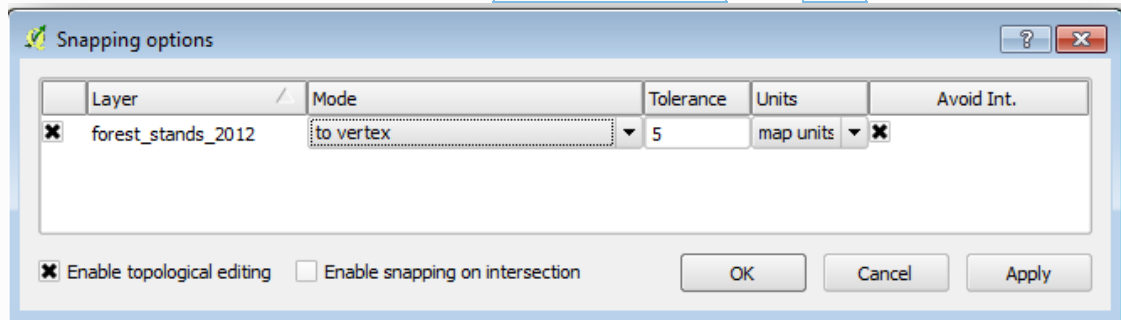 Snapping options
Layer Mode Tolerance Units Avoid Int.
forest_stands_2012 to vertex 5 map units
Enable topological editing Enable snapping on intersection OK Cancel Apply